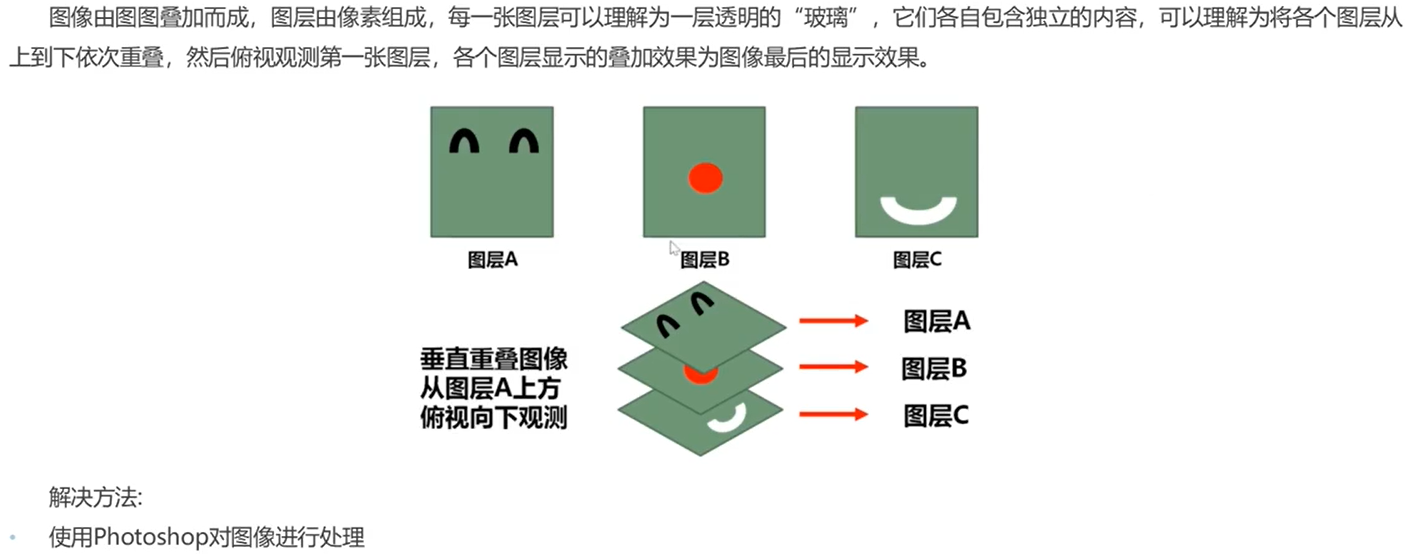 图像由图图叠加而成，图层由像素组成，每一张图层可以理解为一层透明的“玻璃”，它们各自包含独立的内容，可以理解为将各个图层从
上到下依次重叠，然后俯视观测第一张图层，各个图层显示的叠加效果为图像最后的显示效果。
图层A
图层B
图层C
垂直重叠图像
从图层A上方
俯视向下观测
图层A
图层B
图层C
解决方法:
• 使用Photoshop对图像进行处理